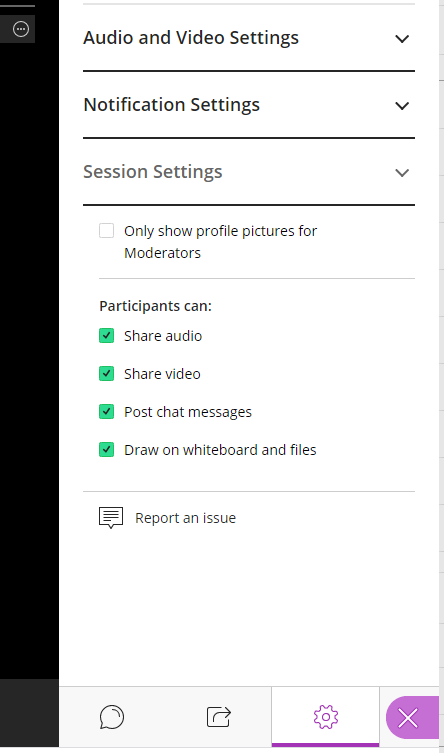 Audio and Video Settings
Notification Settings
Session Settings
Only show profile pictures for
Moderators
Participants can:
Share audio
Share video
Post chat messages
Draw on whiteboard and files
Report an issue